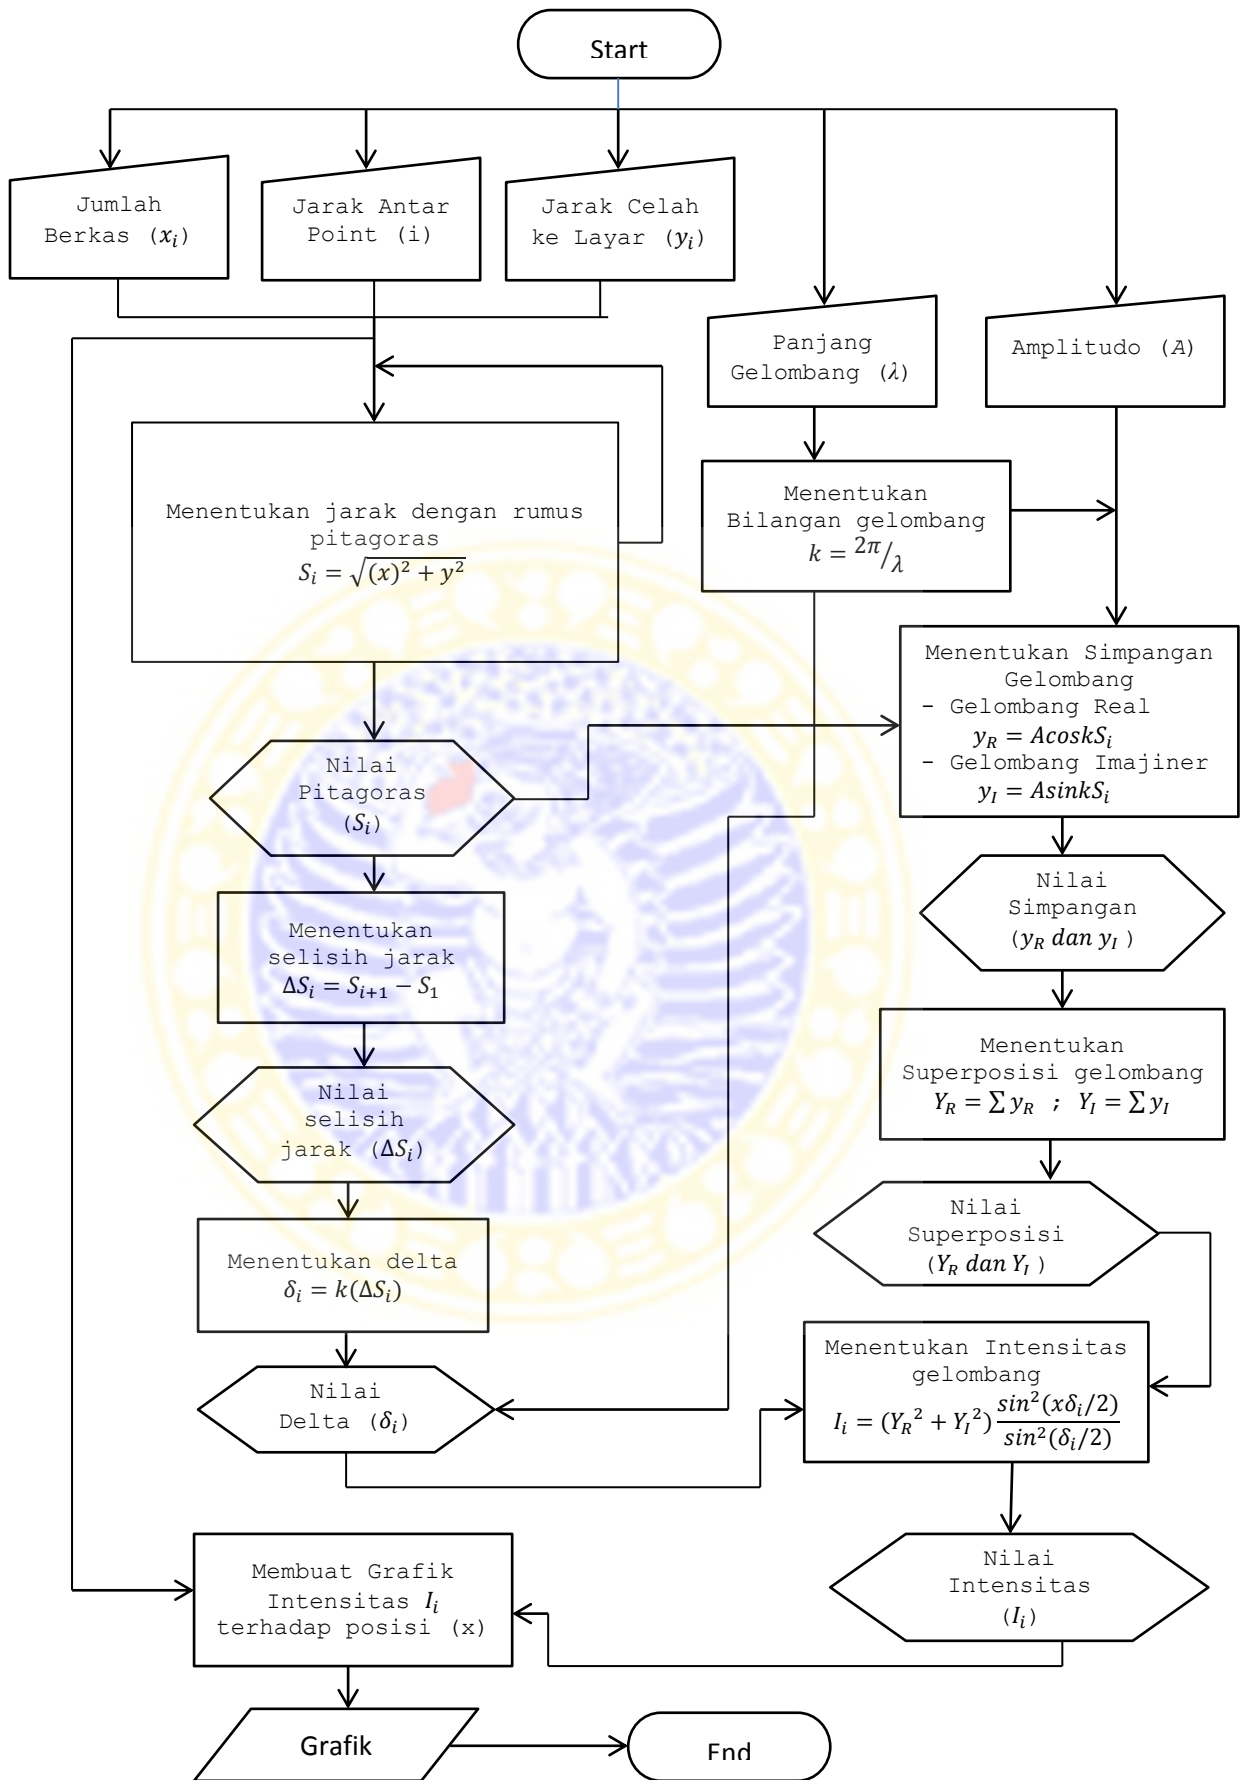 Start
Jumlah
Berkas (𝑥ᵢ)
Jarak Antar
Point (i)
Jarak Celah
ke Layar (𝑦ᵢ)
Panjang
Gelombang (λ)
Amplitudo (A)
Menentukan jarak dengan rumus
pitagoras
Sᵢ = √((x)² + y²)
Menentukan
Bilangan gelombang
k = 2π/λ
Menentukan Simpangan
Gelombang
- Gelombang Real
y_R = AcoskSᵢ
- Gelombang Imajiner
y_I = AsinkSᵢ
Nilai
Pitagoras
(Sᵢ)
Nilai
Simpangan
(y_R dan y_I )
Menentukan
selisih jarak
ΔSᵢ = Sᵢ₊₁ − S₁
Menentukan
Superposisi gelombang
Y_R = ∑ y_R ; Y_I = ∑ y_I
Nilai
selisih
jarak (ΔSᵢ)
Nilai
Superposisi
(Y_R dan Y_I )
Menentukan delta
δᵢ = k(ΔSᵢ)
Menentukan Intensitas
gelombang
Iᵢ = (Y_R² + Y_I²) sin²(xδᵢ/2) / sin²(δᵢ/2)
Nilai
Delta (δᵢ)
Membuat Grafik
Intensitas Iᵢ
terhadap posisi (x)
Nilai
Intensitas
(Iᵢ)
Grafik
End